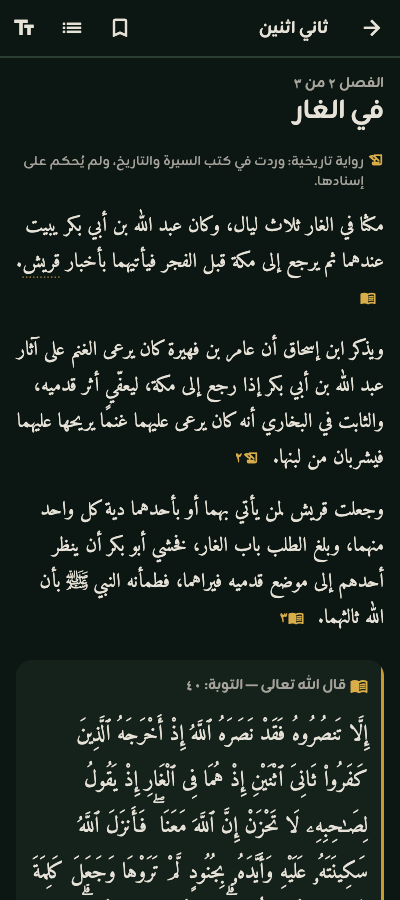 ثاني اثنين
الفصل ٢ من ٣
في الغار
رواية تاريخية: وردت في كتب السيرة والتاريخ، ولم يُحكم على
إسنادها.
مكثا في الغار ثلاث ليال، وكان عبد الله بن أبي بكر يبيت
عندهما ثم يرجع إلى مكة قبل الفجر فيأتيهما بأخبار قريش.
ويذكر ابن إسحاق أن عامر بن فهيرة كان يرعى الغنم على آثار
عبد الله بن أبي بكر إذا رجع إلى مكة، ليعفّي أثر قدميه،
والثابت في البخاري أنه كان يرعى عليهما غنمًا يريحها عليهما
فيشربان من لبنها. ٢
وجعلت قريش لمن يأتي بهما أو بأحدهما دية كل واحد
منهما، وبلغ الطلب باب الغار، فخشي أبو بكر أن ينظر
أحدهم إلى موضع قدميه فيراهما، فطمأنه النبي ﷺ بأن
الله ثالثهما. ٣
قال الله تعالى — التوبة: ٤٠
إِلَّا تَنصُرُوهُ فَقَدْ نَصَرَهُ ٱللَّهُ إِذْ أَخْرَجَهُ ٱلَّذِينَ
كَفَرُوا۟ ثَانِىَ ٱثْنَيْنِ إِذْ هُمَا فِى ٱلْغَارِ إِذْ يَقُولُ
لِصَـٰحِبِهِۦ لَا تَحْزَنْ إِنَّ ٱللَّهَ مَعَنَا ۖ فَأَنزَلَ ٱللَّهُ
سَكِينَتَهُۥ عَلَيْهِ وَأَيَّدَهُۥ بِجُنُودٍ لَّمْ تَرَوْهَا وَجَعَلَ كَلِمَةَ